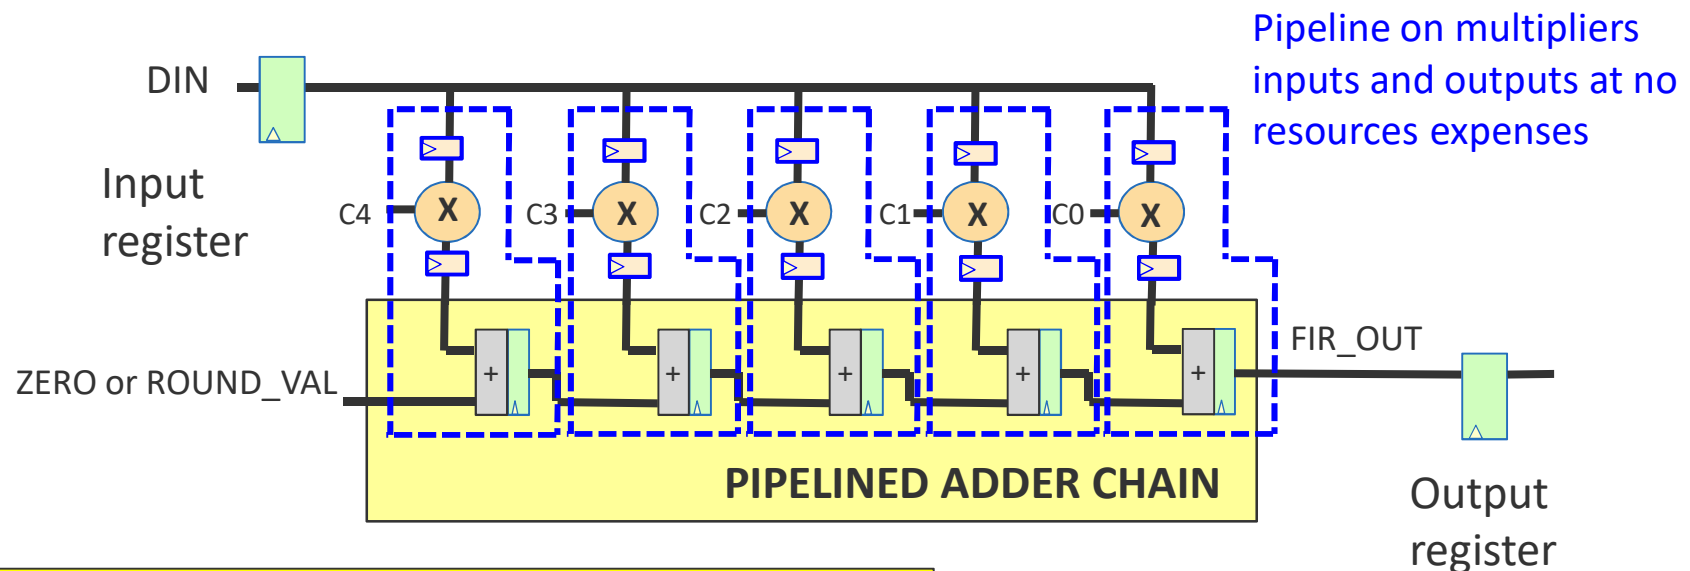 Pipeline on multipliers
inputs and outputs at no
resources expenses
DIN
Input
register
C4
X
C3
X
C2
X
C1
X
C0
X
ZERO or ROUND_VAL
+
+
+
+
+
FIR_OUT
PIPELINED ADDER CHAIN
Output
register